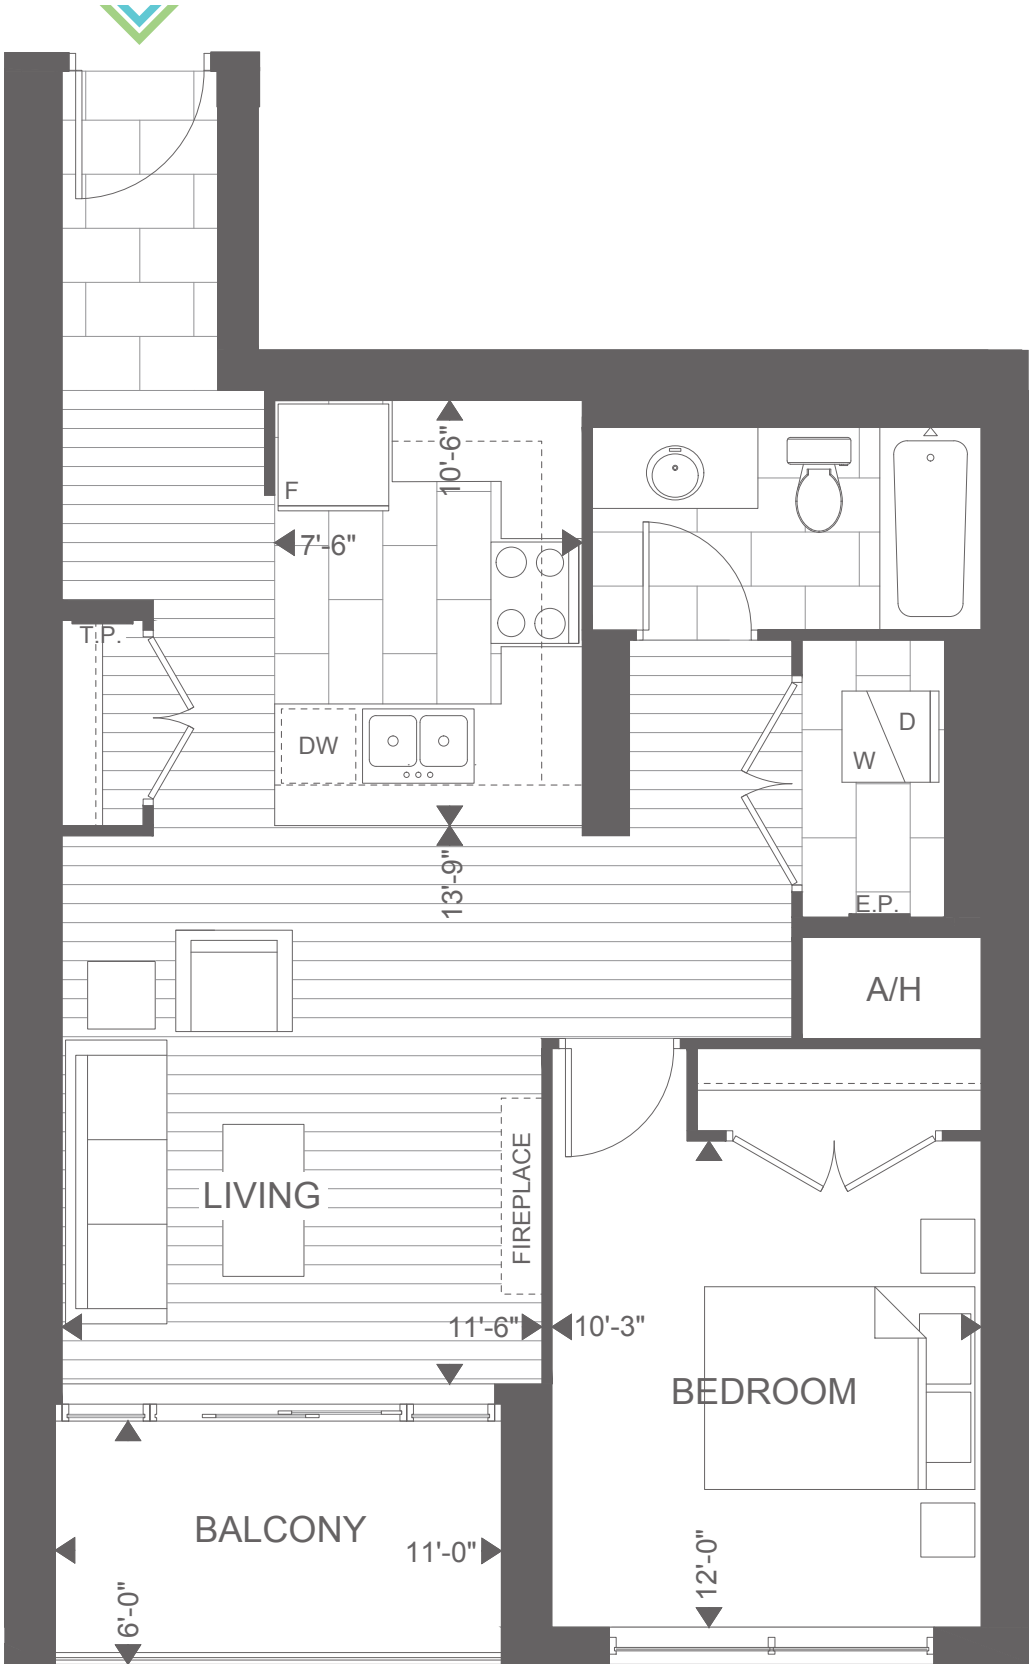 10'-6"
F
7'-6"
T.P.
DW
D
W
13'-9"
E.P.
A/H
FIREPLACE
LIVING
11'-6"
10'-3"
BEDROOM
BALCONY
11'-0"
12'-0"
6'-0"